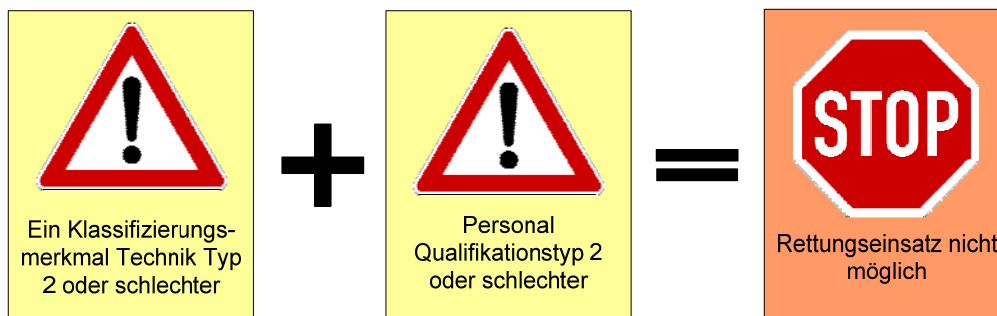 Ein Klassifizierungs-
merkmal Technik Typ
2 oder schlechter
+
Personal
Qualifikationstyp 2
oder schlechter
=
STOP
Rettungseinsatz nicht
möglich